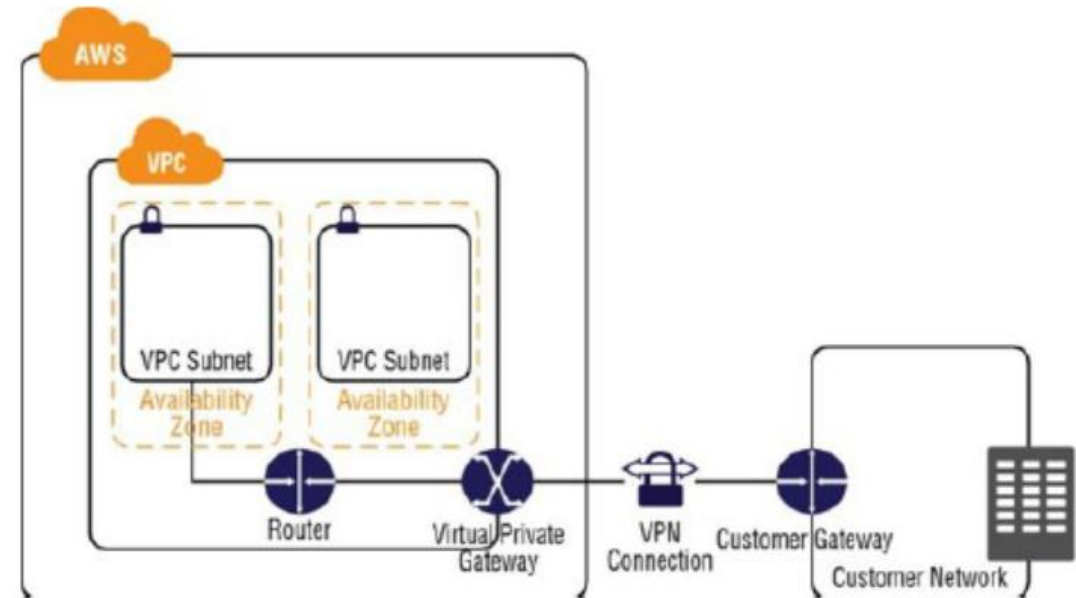 AWS
VPC
VPC Subnet
VPC Subnet
Availability
Zone
Availability
Zone
Router
Virtual Private
Gateway
VPN
Connection
Customer Gateway
Customer Network